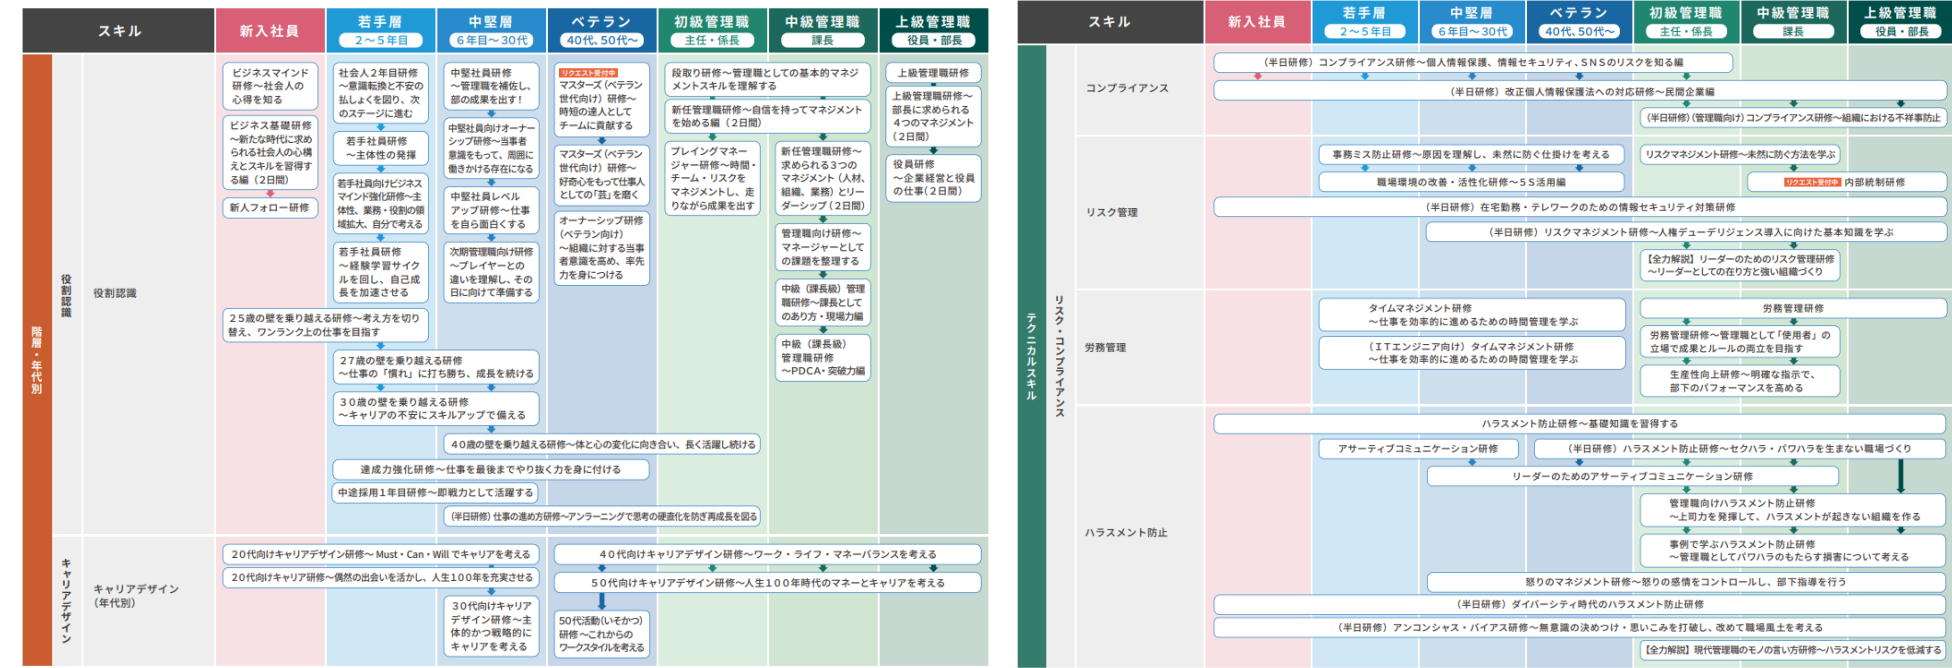 スキル
新入社員
若手層
2～5年目
中堅層
6年目～30代
ベテラン
40代、50代～
初級管理職
主任・係長
中級管理職
課長
上級管理職
役員・部長
階層・年代別
役割認識
役割認識
ビジネスマインド
研修～社会人の
心得を知る
ビジネス基礎研修
～新たな時代に求め
られる社会人の心構
えとスキルを習得す
る編（2日間）
新人フォロー研修
社会人2年目研修
～意識転換と不安の
払しょくを図り、次
のステージに進む
若手社員研修
～主体性の発揮
若手社員向けビジネス
マインド強化研修～主
体性、業務・役割の領
域拡大、自分で考える
若手社員研修
～経験学習サイク
ルを回し、自己成
長を加速させる
中堅社員研修
～管理職を補佐し、
部の成果を出す！
中堅社員向けオーナー
シップ研修～当事者
意識をもって、周囲に
働きかける存在になる
中堅社員レベル
アップ研修～仕事
を自ら面白くする
次期管理職向け研修
～プレイヤーとの
違いを理解し、その
日に向けて準備する
リクエスト受付中
マスターズ（ベテラン
世代向け）研修～
時短の達人として
チームに貢献する
マスターズ（ベテラン
世代向け）研修～
好奇心をもって仕事人
としての「芸」を磨く
オーナーシップ研修
（ベテラン向け）
～組織に対する当事
者意識を高め、率先
力を身につける
段取り研修～管理職としての基本的マネジ
メントスキルを理解する
新任管理職研修～自信を持ってマネジメント
を始める編（2日間）
プレイングマネー
ジャー研修～時間・
チーム・リスクを
マネジメントし、走
りながら成果を出す
新任管理職研修～
求められる3つの
マネジメント（人材、
組織、業務）とリー
ダーシップ（2日間）
管理職向け研修～
マネージャーとして
の課題を整理する
中級（課長級）管理
職研修～課長として
のあり方・現場力編
中級（課長級）
管理職研修
～PDCA・突破力編
上級管理職研修
上級管理職研修～
部長に求められる
4つのマネジメント
（2日間）
役員研修
～企業経営と役員
の仕事（2日間）
25歳の壁を乗り越える研修～考え方を切り
替え、ワンランク上の仕事を目指す
27歳の壁を乗り越える研修
～仕事の「慣れ」に打ち勝ち、成長を続ける
30歳の壁を乗り越える研修
～キャリアの不安にスキルアップで備える
40歳の壁を乗り越える研修～体と心の変化に向き合い、長く活躍し続ける
達成力強化研修～仕事を最後までやり抜く力を身に付ける
中途採用1年目研修～即戦力として活躍する
（半日研修）仕事の進め方研修～アンラーニングで思考の硬直化を防ぎ再成長を図る
キャリアデザイン
キャリアデザイン
（年代別）
20代向けキャリアデザイン研修～ Must・Can・Will でキャリアを考える
20代向けキャリア研修～偶然の出会いを活かし、人生100年を充実させる
30代向けキャリア
デザイン研修～主
体的かつ戦略的に
キャリアを考える
40代向けキャリアデザイン研修～ワーク・ライフ・マネーバランスを考える
50代向けキャリアデザイン研修～人生100年時代のマネーとキャリアを考える
50代活動（いそかつ）
研修～これからの
ワークスタイルを考える
スキル
新入社員
若手層
2～5年目
中堅層
6年目～30代
ベテラン
40代、50代～
初級管理職
主任・係長
中級管理職
課長
上級管理職
役員・部長
テクニカルスキル
リスク・コンプライアンス
コンプライアンス
（半日研修）コンプライアンス研修～個人情報保護、情報セキュリティ、SNSのリスクを知る編
（半日研修）改正個人情報保護法への対応研修～民間企業編
（半日研修）（管理職向け）コンプライアンス研修～組織における不祥事防止
リスク管理
事務ミス防止研修～原因を理解し、未然に防ぐ仕掛けを考える
リスクマネジメント研修～未然に防ぐ方法を学ぶ
職場環境の改善・活性化研修～5S活用編
リクエスト受付中 内部統制研修
（半日研修）在宅勤務・テレワークのための情報セキュリティ対策研修
（半日研修）リスクマネジメント研修～人権デューデリジェンス導入に向けた基本知識を学ぶ
【全力解説】リーダーのためのリスク管理研修
～リーダーとしての在り方と強い組織づくり
労務管理
タイムマネジメント研修
～仕事を効率的に進めるための時間管理を学ぶ
（ITエンジニア向け）タイムマネジメント研修
～仕事を効率的に進めるための時間管理を学ぶ
労務管理研修
労務管理研修～管理職として「使用者」の
立場で成果とルールの両立を目指す
生産性向上研修～明確な指示で、
部下のパフォーマンスを高める
ハラスメント防止
ハラスメント防止研修～基礎知識を習得する
アサーティブコミュニケーション研修
（半日研修）ハラスメント防止研修～セクハラ・パワハラを生まない職場づくり
リーダーのためのアサーティブコミュニケーション研修
管理職向けハラスメント防止研修
～上司力を発揮して、ハラスメントが起きない組織を作る
事例で学ぶハラスメント防止研修
～管理職としてパワハラのもたらす損害について考える
怒りのマネジメント研修～怒りの感情をコントロールし、部下指導を行う
（半日研修）ダイバーシティ時代のハラスメント防止研修
（半日研修）アンコンシャス・バイアス研修～無意識の決めつけ・思いこみを打破し、改めて職場風土を考える
【全力解説】現代管理職のモノの言い方研修～ハラスメントリスクを低減する